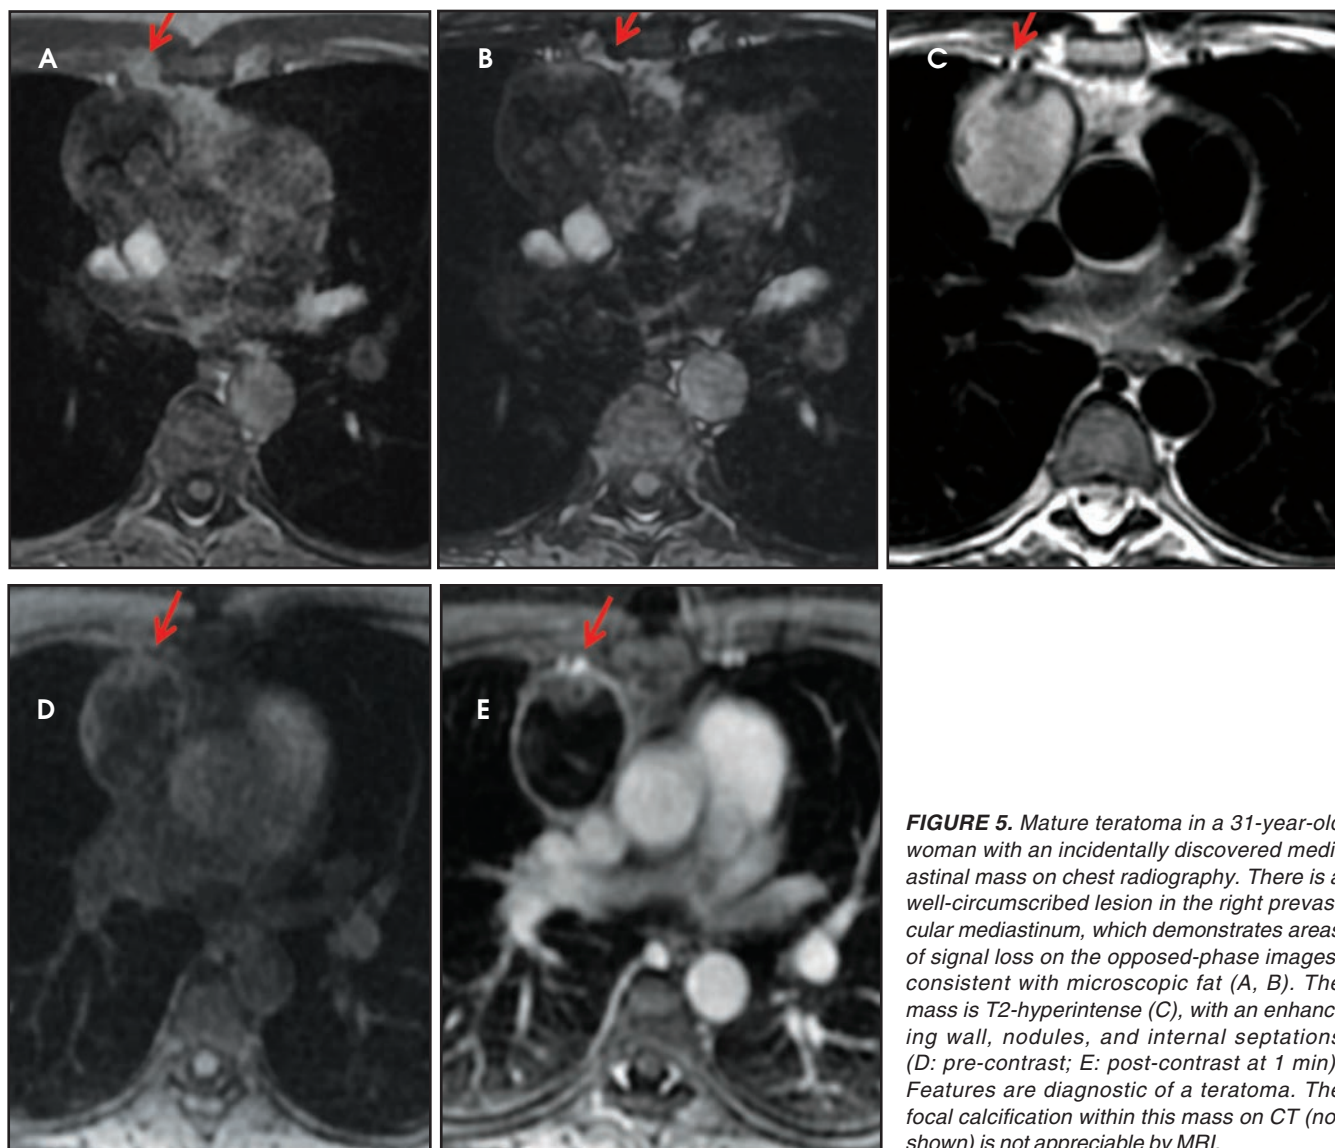 A
B
C
D
E
FIGURE 5. Mature teratoma in a 31-year-old
woman with an incidentally discovered medi
astinal mass on chest radiography. There is a
well-circumscribed lesion in the right prevas
cular mediastinum, which demonstrates areas
of signal loss on the opposed-phase images
consistent with microscopic fat (A, B). The
mass is T2-hyperintense (C), with an enhanc
ing wall, nodules, and internal septations
(D: pre-contrast; E: post-contrast at 1 min)
Features are diagnostic of a teratoma. The
focal calcification within this mass on CT (no
shown) is not appreciable by MRI.